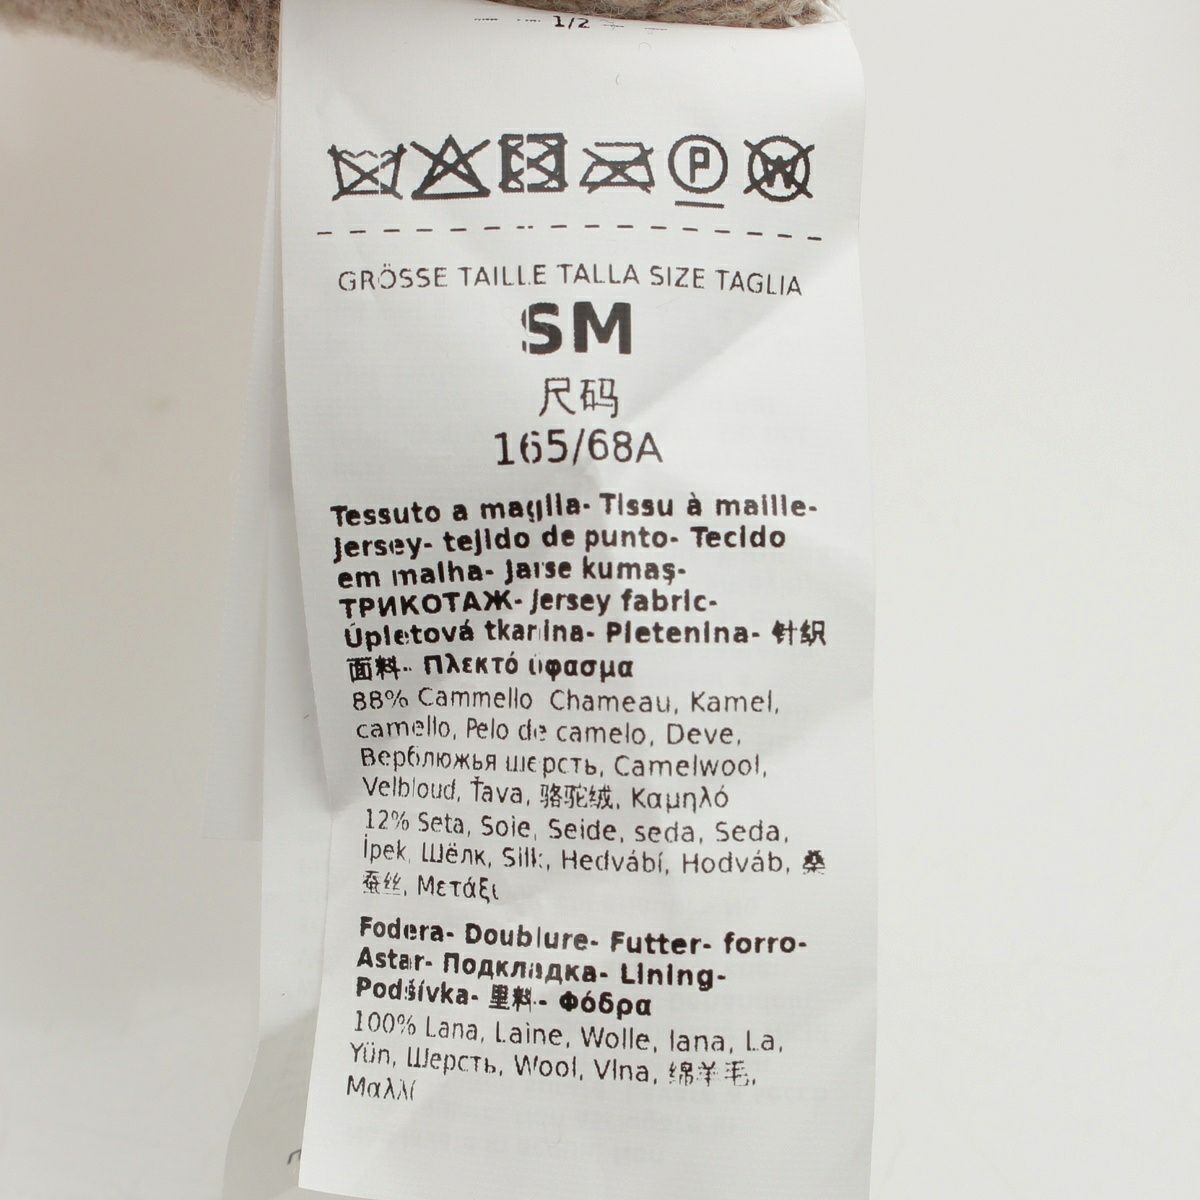 1/2
P
W
GRÖSSE TAILLE TALLA SIZE TAGLIA
SM
尺码
165/68A
Tessuto a maglia- Tissu à maille-
Jersey- tejido de punto- Tecido
em malha- Jarse kumaş-
ТРИКОТАЖ- Jersey fabric-
Úpletová tkanina- Pletenina- 针织
面料- Πλεκτό ύφασμα
88% Cammello Chameau, Kamel,
camello, Pelo de camelo, Deve,
Верблюжья шерсть, Camelwool,
Velbloud, Ťava, 骆驼绒, Καμηλό
12% Seta, Soie, Seide, seda, Seda,
İpek, Шёлк, Silk, Hedvábí, Hodváb, 桑
蚕丝, Μετάξι
Fodera- Doublure- Futter- forro-
Astar- Подкладка- Lining-
Podšívka- 里料- Φόδρα
100% Lana, Laine, Wolle, lana, La,
Yün, Шерсть, Wool, Vlna, 绵羊毛,
Μαλλί